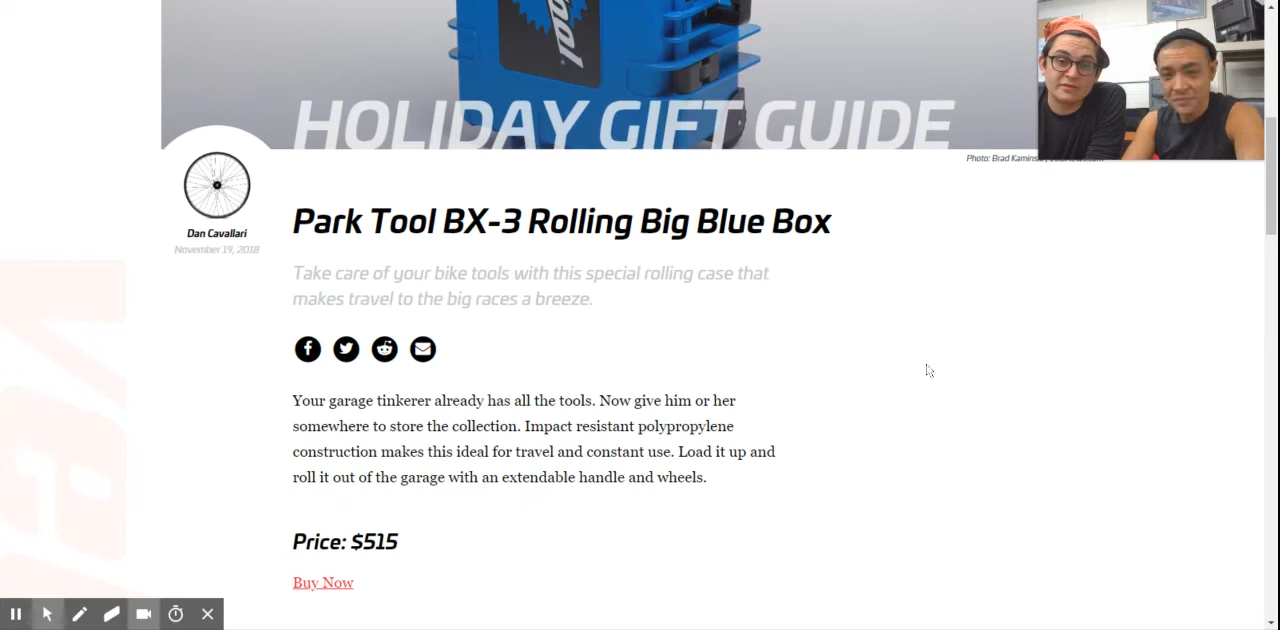 Tool
HOLIDAY GIFT GUIDE
Photo: Brad Kaminski
Dan Cavallari
November 19, 2018
Park Tool BX-3 Rolling Big Blue Box
Take care of your bike tools with this special rolling case that
makes travel to the big races a breeze.
Your garage tinkerer already has all the tools. Now give him or her
somewhere to store the collection. Impact resistant polypropylene
construction makes this ideal for travel and constant use. Load it up and
roll it out of the garage with an extendable handle and wheels.
Price: $515
Buy Now